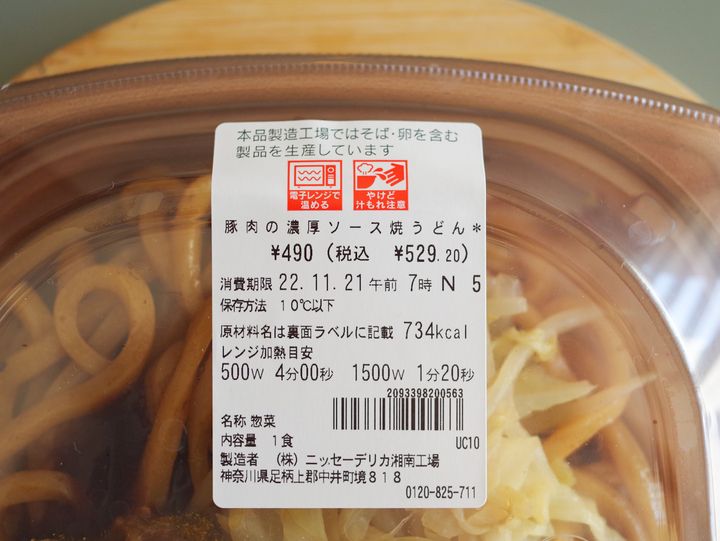 本品製造工場ではそば・卵を含む
製品を生産しています
電子レンジで
温める
やけど
汁もれ注意
豚肉の濃厚ソース焼うどん*
¥490(税込 ¥529.20)
消費期限 22.11.21午前 7時 N 5
保存方法 10℃以下
原材料名は裏面ラベルに記載 734kcal
レンジ加熱目安
500W 4分00秒 1500W 1分20秒
2093398200563
名称 惣菜
内容量 1食 UC10
製造者 (株)ニッセーデリカ湘南工場
神奈川県足柄上郡中井町境818
0120-825-711